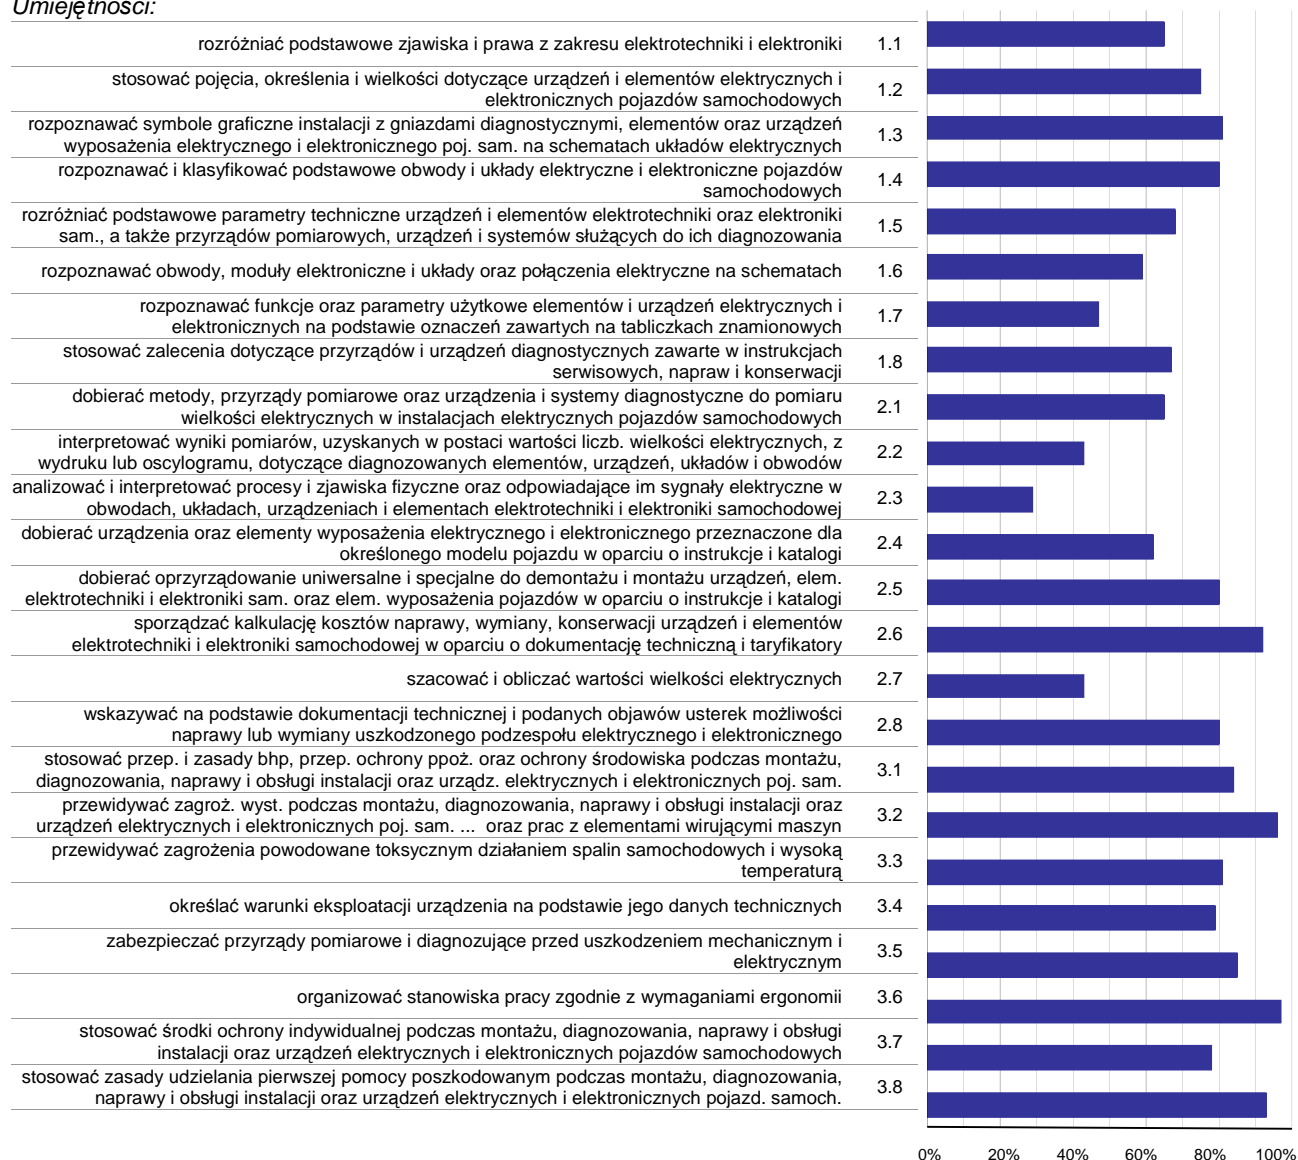 Umiejętności:
rozróżniać podstawowe zjawiska i prawa z zakresu elektrotechniki i elektroniki 1.1
stosować pojęcia, określenia i wielkości dotyczące urządzeń i elementów elektrycznych i
elektronicznych pojazdów samochodowych 1.2
rozpoznawać symbole graficzne instalacji z gniazdami diagnostycznymi, elementów oraz urządzeń
wyposażenia elektrycznego i elektronicznego poj. sam. na schematach układów elektrycznych 1.3
rozpoznawać i klasyfikować podstawowe obwody i układy elektryczne i elektroniczne pojazdów
samochodowych 1.4
rozróżniać podstawowe parametry techniczne urządzeń i elementów elektrotechniki oraz elektroniki
sam., a także przyrządów pomiarowych, urządzeń i systemów służących do ich diagnozowania 1.5
rozpoznawać obwody, moduły elektroniczne i układy oraz połączenia elektryczne na schematach 1.6
rozpoznawać funkcje oraz parametry użytkowe elementów i urządzeń elektrycznych i
elektronicznych na podstawie oznaczeń zawartych na tabliczkach znamionowych 1.7
stosować zalecenia dotyczące przyrządów i urządzeń diagnostycznych zawarte w instrukcjach
serwisowych, napraw i konserwacji 1.8
dobierać metody, przyrządy pomiarowe oraz urządzenia i systemy diagnostyczne do pomiaru
wielkości elektrycznych w instalacjach elektrycznych pojazdów samochodowych 2.1
interpretować wyniki pomiarów, uzyskanych w postaci wartości liczb. wielkości elektrycznych, z
wydruku lub oscylogramu, dotyczące diagnozowanych elementów, urządzeń, układów i obwodów 2.2
analizować i interpretować procesy i zjawiska fizyczne oraz odpowiadające im sygnały elektryczne w
obwodach, układach, urządzeniach i elementach elektrotechniki i elektroniki samochodowej 2.3
dobierać urządzenia oraz elementy wyposażenia elektrycznego i elektronicznego przeznaczone dla
określonego modelu pojazdu w oparciu o instrukcje i katalogi 2.4
dobierać oprzyrządowanie uniwersalne i specjalne do demontażu i montażu urządzeń, elem.
elektrotechniki i elektroniki sam. oraz elem. wyposażenia pojazdów w oparciu o instrukcje i katalogi 2.5
sporządzać kalkulację kosztów naprawy, wymiany, konserwacji urządzeń i elementów
elektrotechniki i elektroniki samochodowej w oparciu o dokumentację techniczną i taryfikatory 2.6
szacować i obliczać wartości wielkości elektrycznych 2.7
wskazywać na podstawie dokumentacji technicznej i podanych objawów usterek możliwości
naprawy lub wymiany uszkodzonego podzespołu elektrycznego i elektronicznego 2.8
stosować przep. i zasady bhp, przep. ochrony ppoż. oraz ochrony środowiska podczas montażu,
diagnozowania, naprawy i obsługi instalacji oraz urządz. elektrycznych i elektronicznych poj. sam. 3.1
przewidywać zagroż. wyst. podczas montażu, diagnozowania, naprawy i obsługi instalacji oraz
urządzeń elektrycznych i elektronicznych poj. sam. ... oraz prac z elementami wirującymi maszyn 3.2
przewidywać zagrożenia powodowane toksycznym działaniem spalin samochodowych i wysoką
temperaturą 3.3
określać warunki eksploatacji urządzenia na podstawie jego danych technicznych 3.4
zabezpieczać przyrządy pomiarowe i diagnozujące przed uszkodzeniem mechanicznym i
elektrycznym 3.5
organizować stanowiska pracy zgodnie z wymaganiami ergonomii 3.6
stosować środki ochrony indywidualnej podczas montażu, diagnozowania, naprawy i obsługi
instalacji oraz urządzeń elektrycznych i elektronicznych pojazdów samochodowych 3.7
stosować zasady udzielania pierwszej pomocy poszkodowanym podczas montażu, diagnozowania,
naprawy i obsługi instalacji oraz urządzeń elektrycznych i elektronicznych pojazd. samoch. 3.8
0% 20% 40% 60% 80% 100%